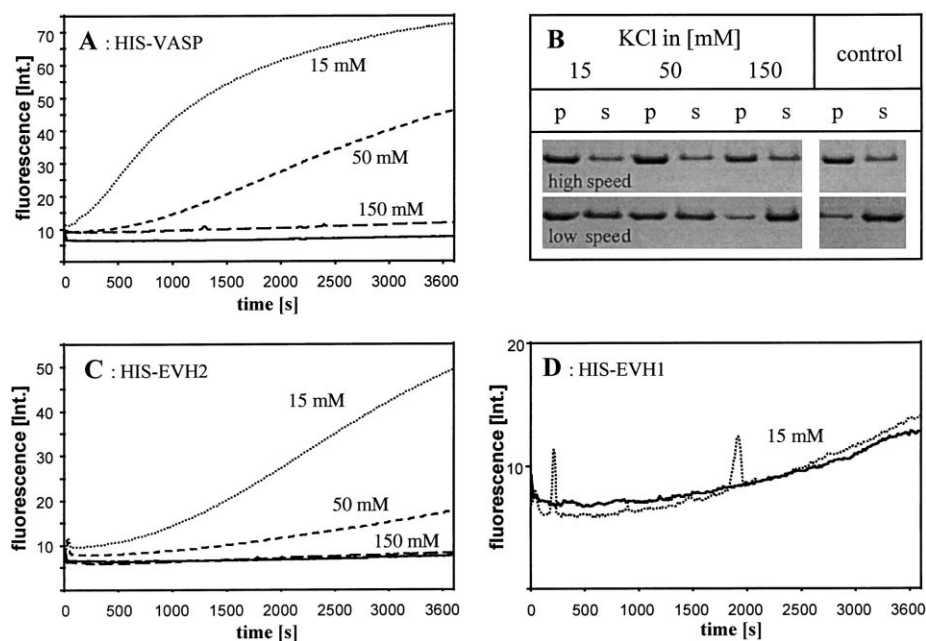 A : HIS-VASP
fluorescence [Int.]
70
60
50
40
30
20
10
15 mM
50 mM
150 mM
0 500 1000 1500 2000 2500 3000 3600
time [s]
B
KCl in [mM]
control
15 50 150
p s p s p s p s
high speed
low speed
C : HIS-EVH2
fluorescence [Int.]
50
40
30
20
10
15 mM
50 mM
150 mM
0 500 1000 1500 2000 2500 3000 3600
time [s]
D : HIS-EVH1
fluorescence [Int.]
20
10
15 mM
0 500 1000 1500 2000 2500 3000 3600
time [s]